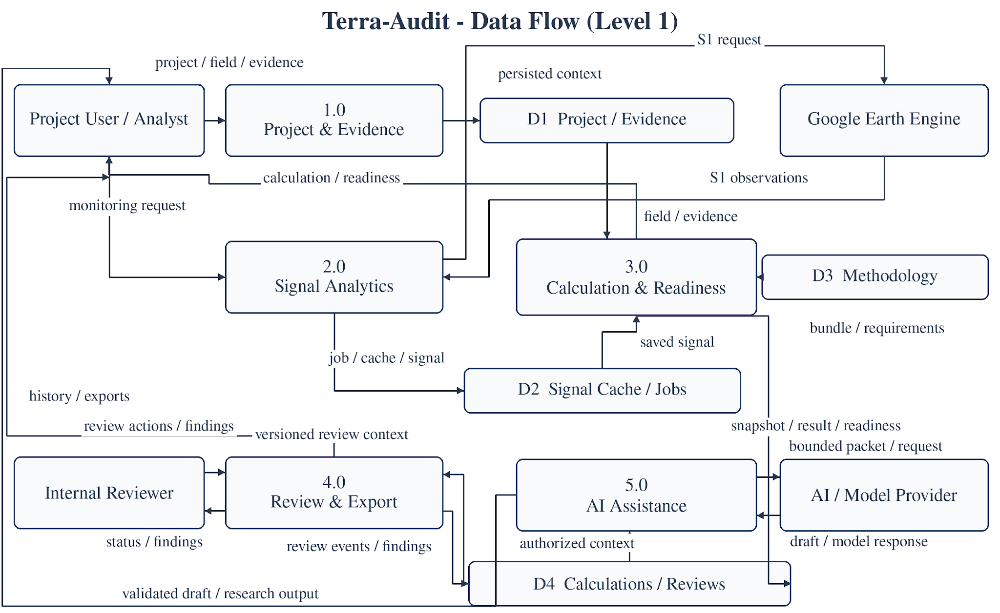 Terra-Audit - Data Flow (Level 1)
S1 request
project / field / evidence
persisted context
Project User / Analyst
1.0
Project & Evidence
D1 Project / Evidence
Google Earth Engine
calculation / readiness
S1 observations
monitoring request
field / evidence
2.0
Signal Analytics
3.0
Calculation & Readiness
D3 Methodology
bundle / requirements
saved signal
job / cache / signal
D2 Signal Cache / Jobs
history / exports
review actions / findings
versioned review context
snapshot / result / readiness
bounded packet / request
Internal Reviewer
4.0
Review & Export
5.0
AI Assistance
AI / Model Provider
status / findings
review events / findings
authorized context
draft / model response
D4 Calculations / Reviews
validated draft / research output